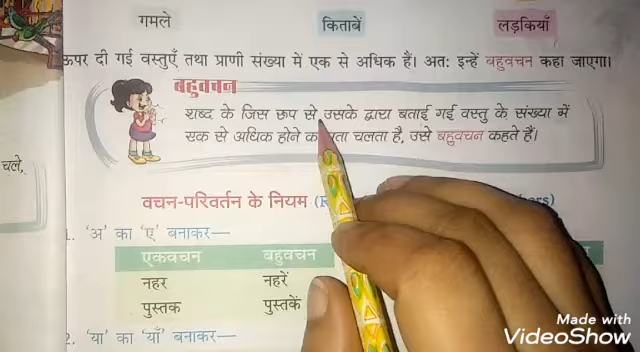 गमले किताबें लड़कियाँ
ऊपर दी गई वस्तुएँ तथा प्राणी संख्या में एक से अधिक हैं। अतः इन्हें बहुवचन कहा जाएगा।
बहुवचन
शब्द के जिस रूप से उसके द्वारा बताई गई वस्तु के संख्या में
एक से अधिक होने का पता चलता है, उसे बहुवचन कहते हैं।
चले,
वचन-परिवर्तन के नियम
1. 'अ' का 'ए' बनाकर—
एकवचन बहुवचन
नहर नहरें
पुस्तक पुस्तकें
2. 'या' का 'याँ' बनाकर—
Made with
VideoShow